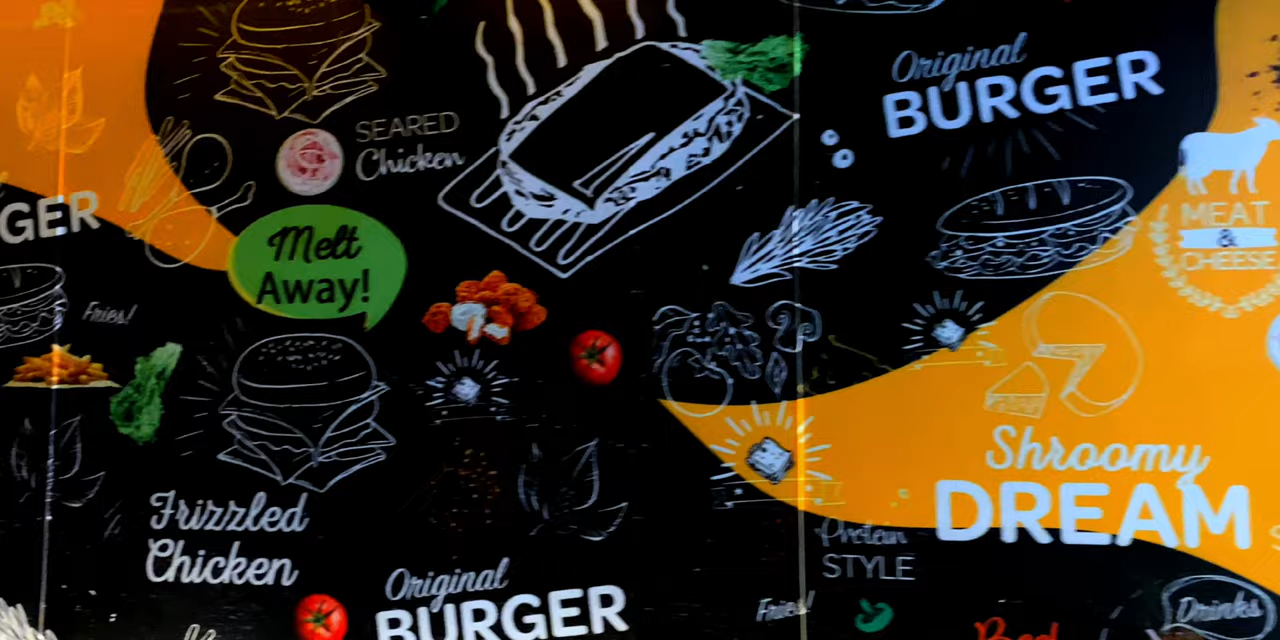 Original
BURGER
SEARED
Chicken
MEAT
&
CHEESE
GER
Melt
Away!
Fries!
Shroomy
DREAM
Frizzled
Chicken
Protein
STYLE
Original
BURGER
Fries!
Drinks